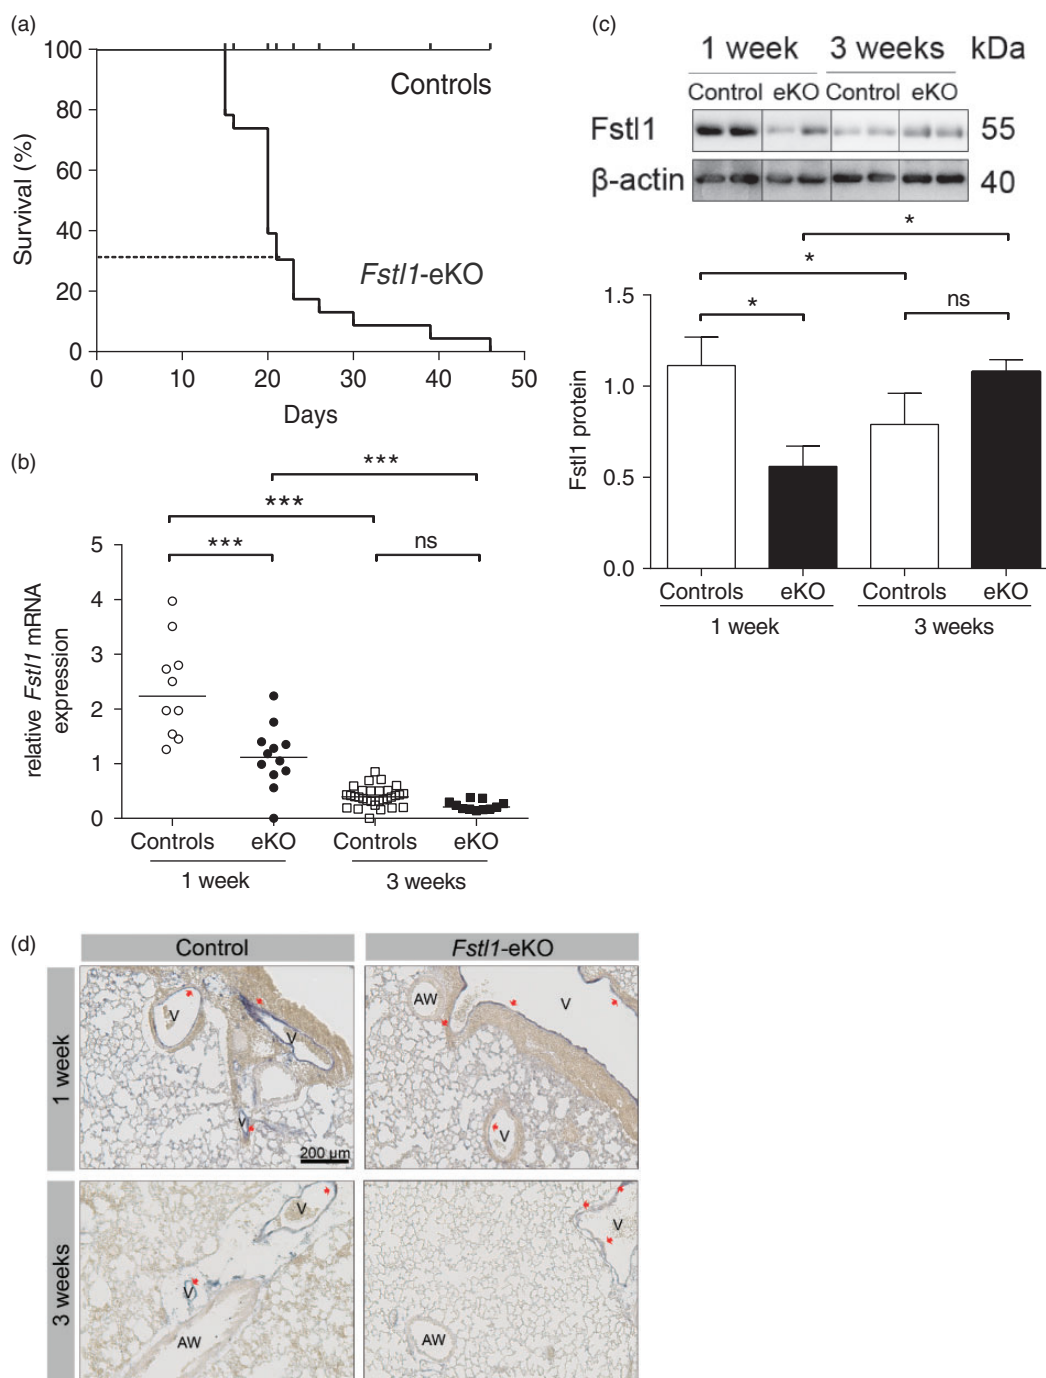 (a)
100
80
60
40
20
0
Survival (%)
Controls
Fstl1-eKO
0 10 20 30 40 50
Days
(b)
***
***
*** ns
5
4
3
2
1
0
relative Fstl1 mRNA
expression
Controls eKO Controls eKO
1 week 3 weeks
(c)
1 week 3 weeks kDa
Control eKO Control eKO
Fstl1 55
β-actin 40
*
*
* ns
1.5
1.0
0.5
0.0
Fstl1 protein
Controls eKO Controls eKO
1 week 3 weeks
(d)
Control Fstl1-eKO
1 week
V V V
200 µm
AW V V
3 weeks
V V AW
V AW